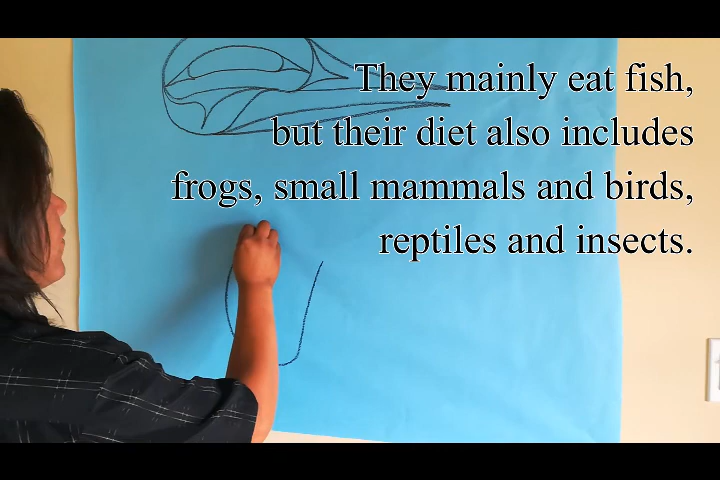 They mainly eat fish,
but their diet also includes
frogs, small mammals and birds,
reptiles and insects.